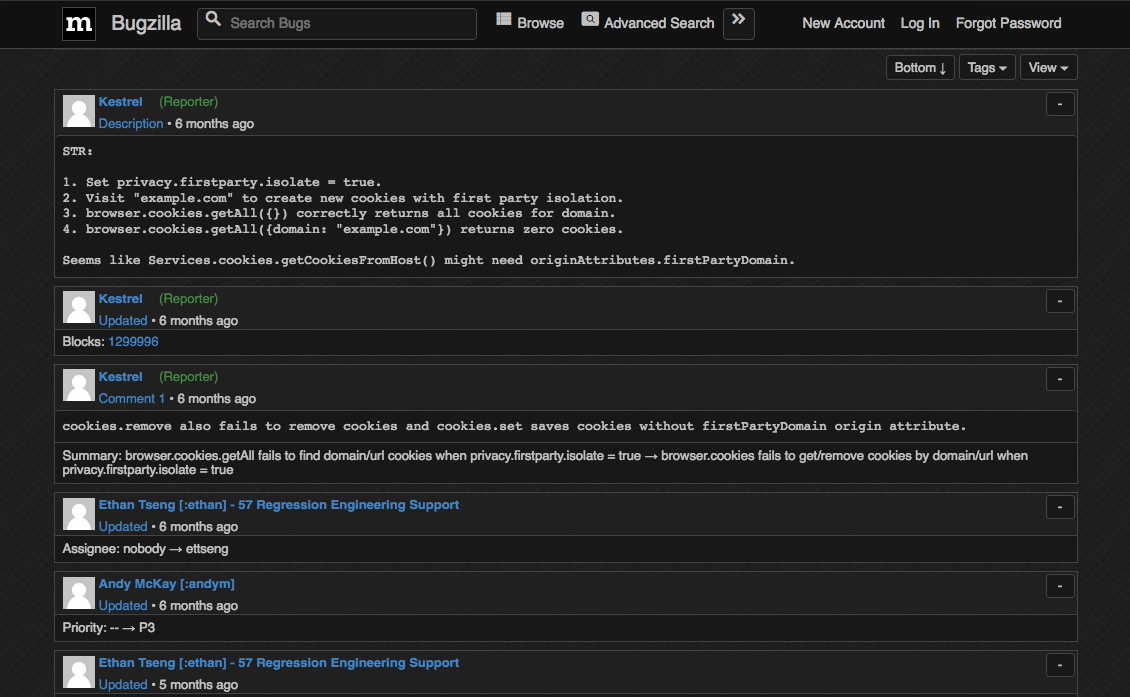 m Bugzilla Search Bugs Browse Advanced Search » New Account Log In Forgot Password
Bottom ↓ Tags ▾ View ▾
Kestrel (Reporter) -
Description • 6 months ago
STR:
1. Set privacy.firstparty.isolate = true.
2. Visit "example.com" to create new cookies with first party isolation.
3. browser.cookies.getAll({}) correctly returns all cookies for domain.
4. browser.cookies.getAll({domain: "example.com"}) returns zero cookies.
Seems like Services.cookies.getCookiesFromHost() might need originAttributes.firstPartyDomain.
Kestrel (Reporter) -
Updated • 6 months ago
Blocks: 1299996
Kestrel (Reporter) -
Comment 1 • 6 months ago
cookies.remove also fails to remove cookies and cookies.set saves cookies without firstPartyDomain origin attribute.
Summary: browser.cookies.getAll fails to find domain/url cookies when privacy.firstparty.isolate = true → browser.cookies fails to get/remove cookies by domain/url when
privacy.firstparty.isolate = true
Ethan Tseng [:ethan] - 57 Regression Engineering Support -
Updated • 6 months ago
Assignee: nobody → ettseng
Andy McKay [:andym] -
Updated • 6 months ago
Priority: -- → P3
Ethan Tseng [:ethan] - 57 Regression Engineering Support -
Updated • 5 months ago